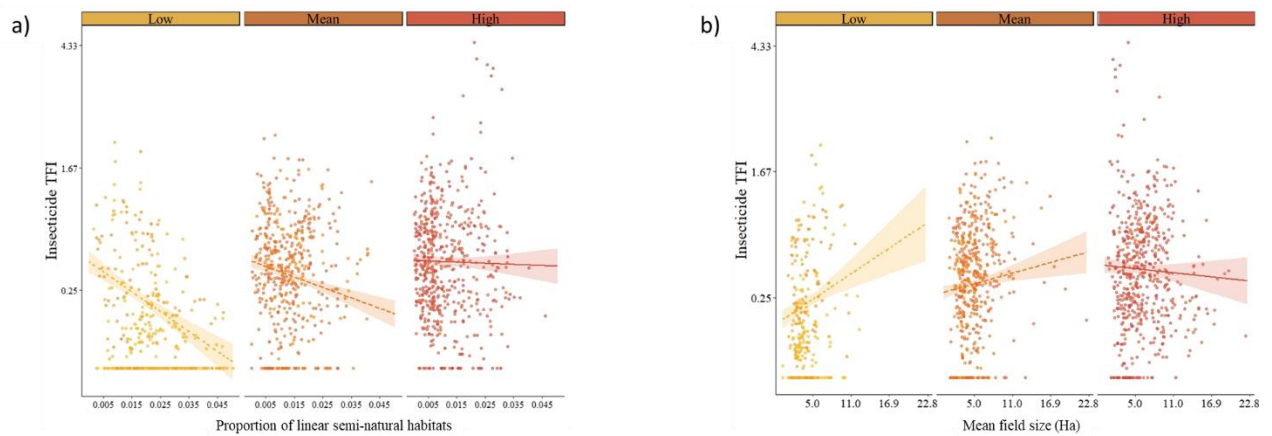 a)
Low Mean High
4.33
1.67
0.25
Insecticide TFI
0.005 0.015 0.025 0.035 0.045 0.005 0.015 0.025 0.035 0.045 0.005 0.015 0.025 0.035 0.045
Proportion of linear semi-natural habitats
b)
Low Mean High
4.33
1.67
0.25
Insecticide TFI
5.0 11.0 16.9 22.8 5.0 11.0 16.9 22.8 5.0 11.0 16.9 22.8
Mean field size (Ha)